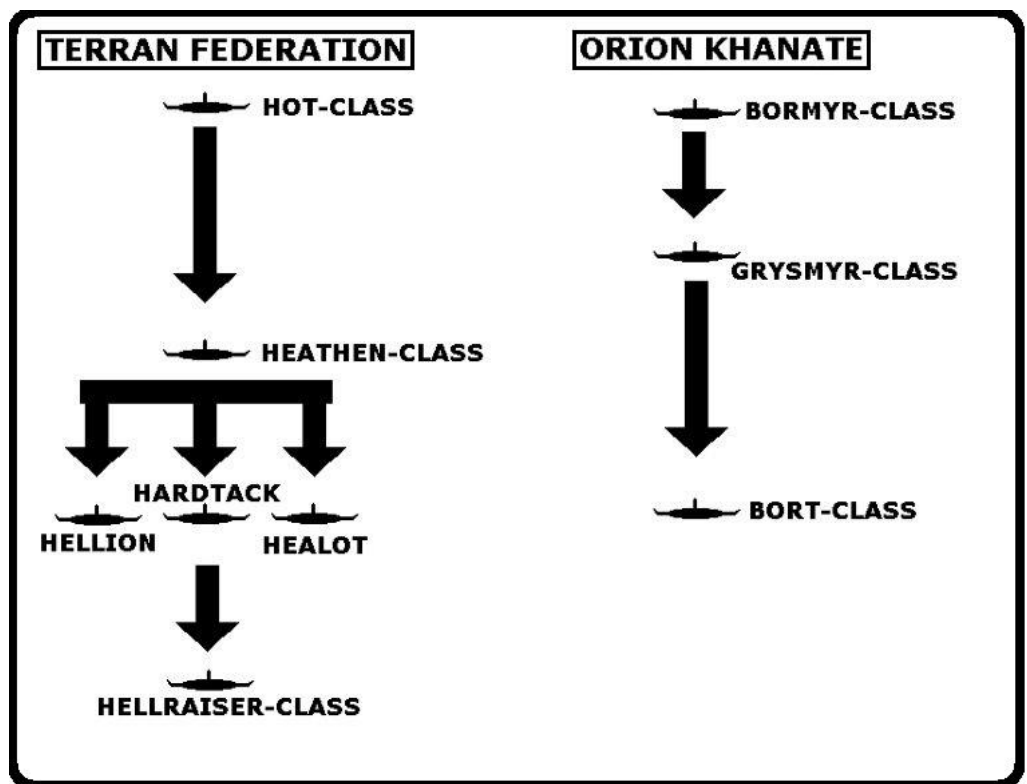 TERRAN FEDERATION
HOT-CLASS
HEATHEN-CLASS
HARDTACK
HELLION
HEALOT
HELLRAISER-CLASS
ORION KHANATE
BORMYR-CLASS
GRYSMYR-CLASS
BORT-CLASS